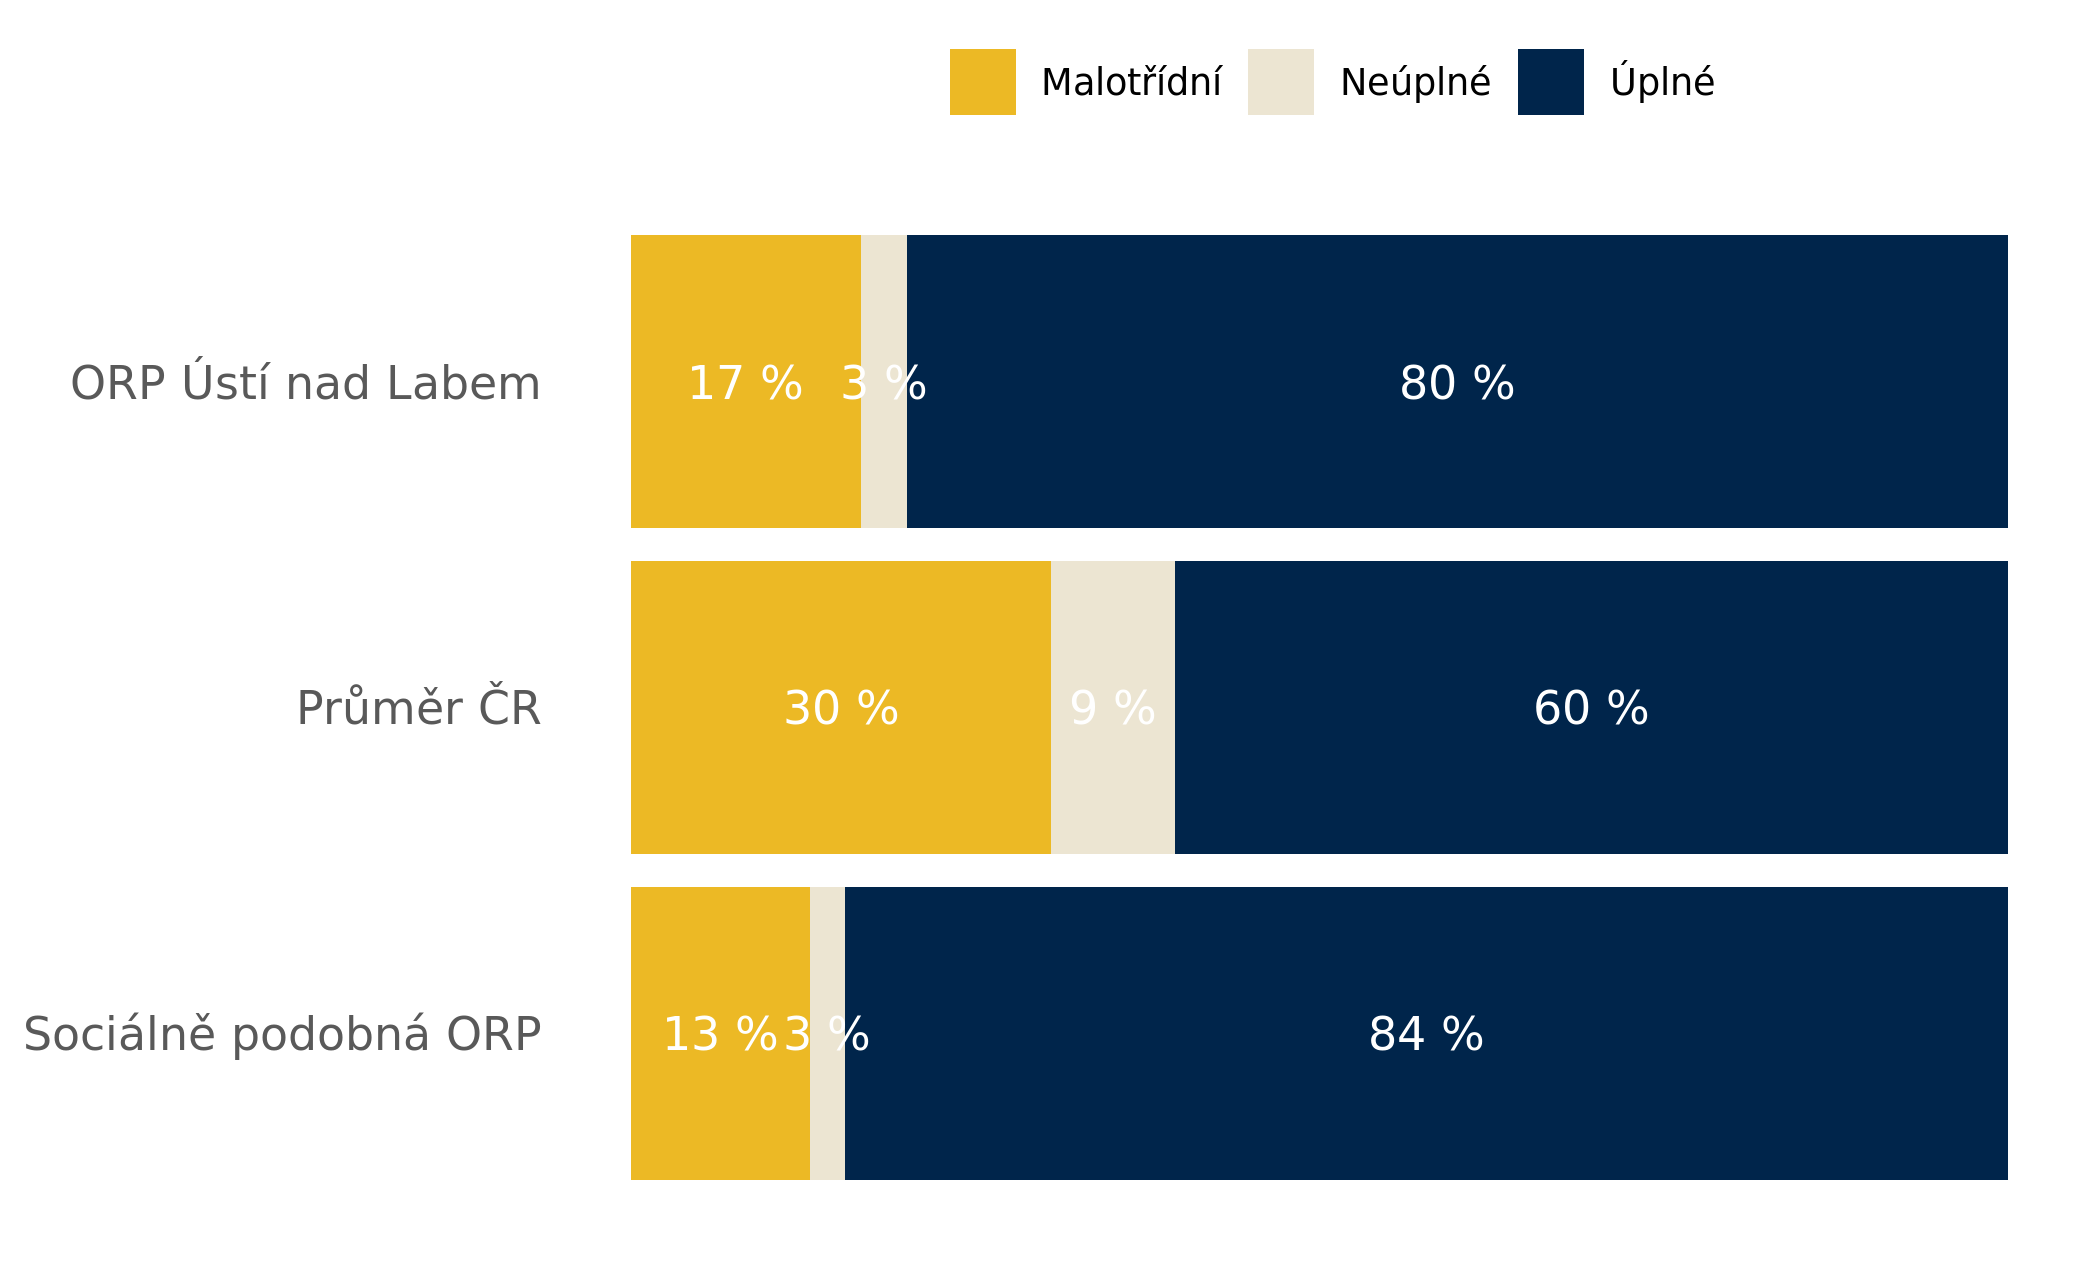 Malotřídní Neúplné Úplné
ORP Ústí nad Labem 17 % 3 % 80 %
Průměr ČR 30 % 9 % 60 %
Sociálně podobná ORP 13 % 3 % 84 %